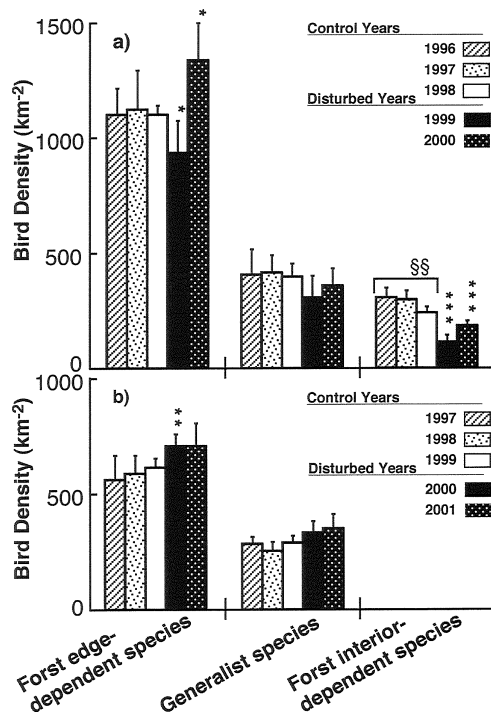 a)
Control Years
1996
1997
1998
Disturbed Years
1999
2000
Bird Density (km-2)
1500
1000
500
0
*
*
§§
***
***
b)
Control Years
1997
1998
1999
Disturbed Years
2000
2001
Bird Density (km-2)
1000
500
0
**
Forst edge-
dependent species
Generalist species
Forst interior-
dependent species